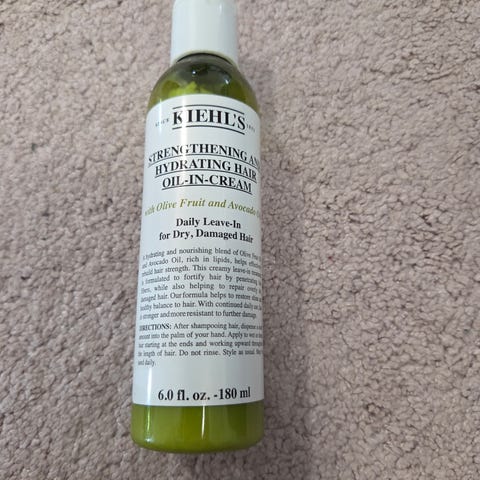 SINCE KIEHL'S 1851
STRENGTHENING AND
HYDRATING HAIR
OIL-IN-CREAM
with Olive Fruit and Avocado
Daily Leave-In
for Dry, Damaged Hair
A hydrating and nourishing blend of Olive Fruit
and Avocado Oil, rich in lipids, helps
rebuild hair strength. This creamy leave-in
is formulated to fortify hair by penetrating
fibers, while also helping to repair
damaged hair. Our formula helps to restore
healthy balance to hair. With continued daily
is stronger and more resistant to further damage.
DIRECTIONS: After shampooing hair, dispense a
amount into the palm of your hand. Apply to
hair starting at the ends and working upward
the length of hair. Do not rinse. Style as usual.
daily.
6.0 fl. oz. -180 ml